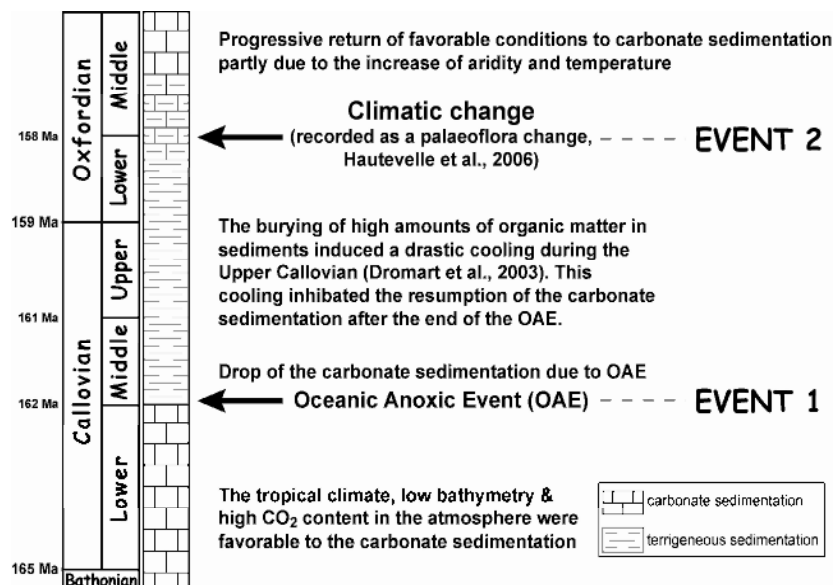 Progressive return of favorable conditions to carbonate sedimentation
partly due to the increase of aridity and temperature
Oxfordian
Middle
Climatic change
158 Ma
(recorded as a palaeoflora change,
Hautevelle et al., 2006)
EVENT 2
Lower
159 Ma
The burying of high amounts of organic matter in
sediments induced a drastic cooling during the
Upper Callovian (Dromart et al., 2003). This
cooling inhibated the resumption of the carbonate
sedimentation after the end of the OAE.
Callovian
Upper
161 Ma
Middle
Drop of the carbonate sedimentation due to OAE
162 Ma
Oceanic Anoxic Event (OAE)
EVENT 1
Lower
The tropical climate, low bathymetry &
high CO2 content in the atmosphere were
favorable to the carbonate sedimentation
carbonate sedimentation
terrigeneous sedimentation
165 Ma
Bathonian